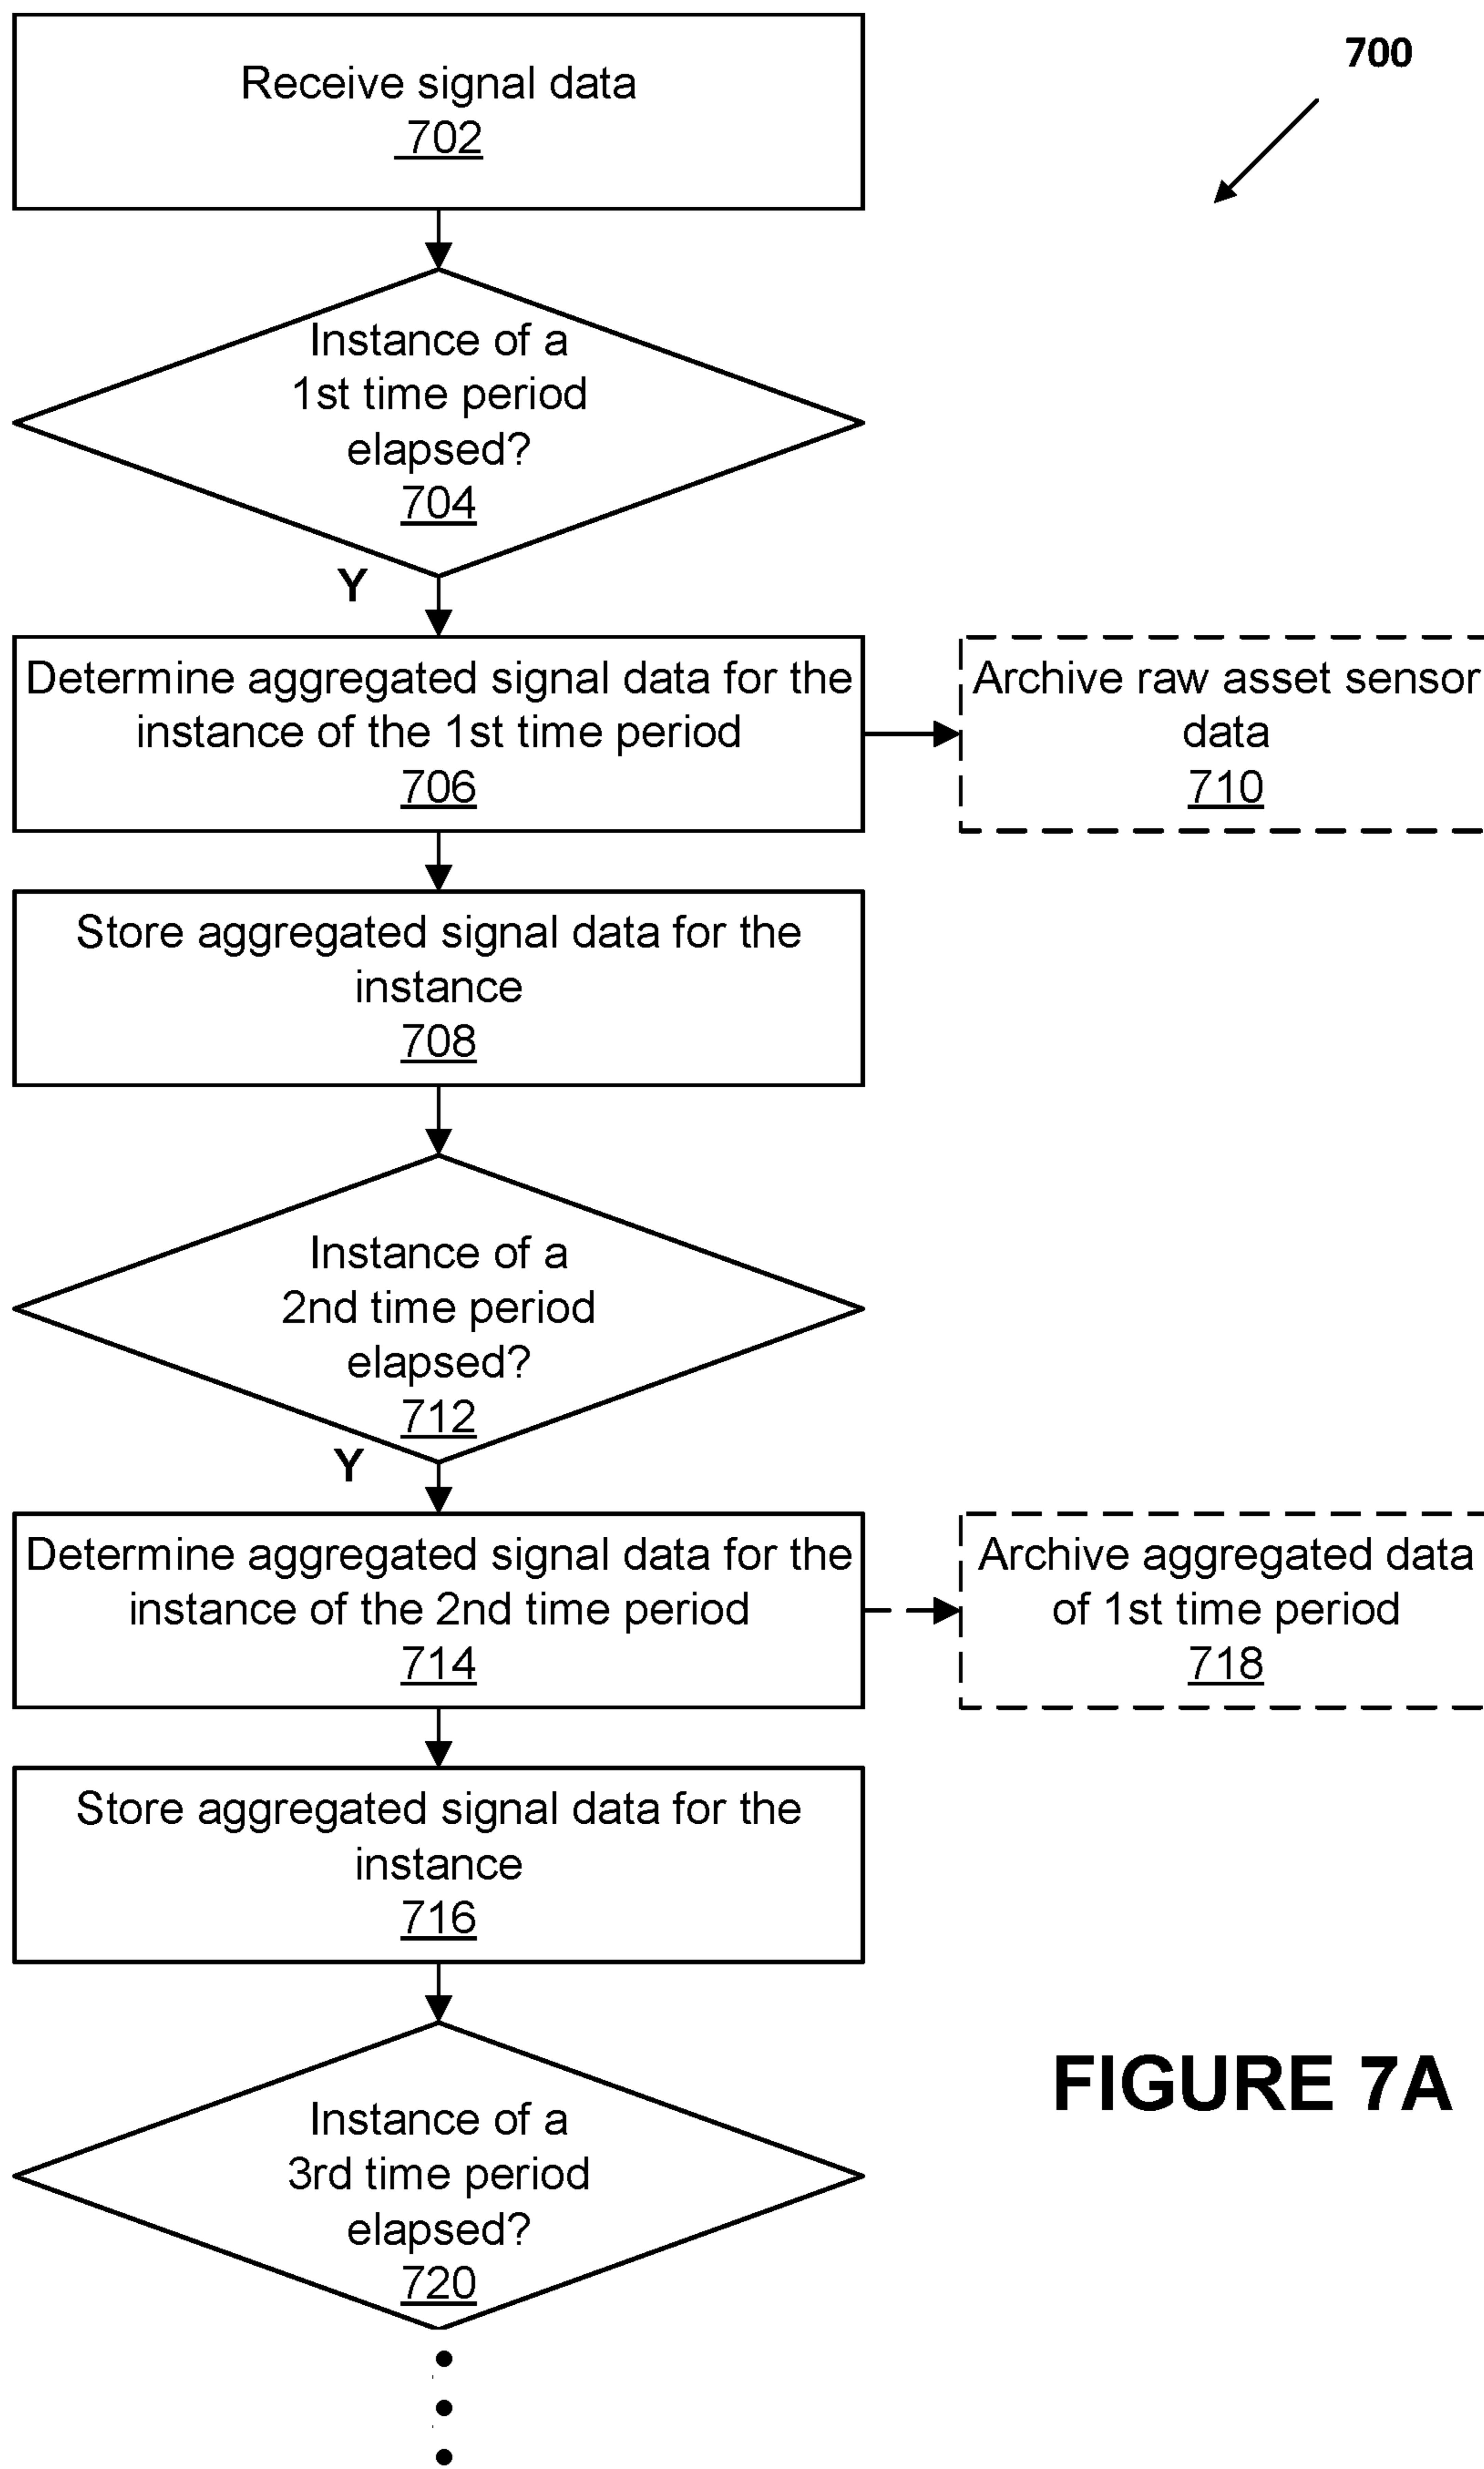 700
Receive signal data
702
Instance of a
1st time period
elapsed?
704
Y
Determine aggregated signal data for the
instance of the 1st time period
706
Archive raw asset sensor
data
710
Store aggregated signal data for the
instance
708
Instance of a
2nd time period
elapsed?
712
Y
Determine aggregated signal data for the
instance of the 2nd time period
714
Archive aggregated data
of 1st time period
718
Store aggregated signal data for the
instance
716
Instance of a
3rd time period
elapsed?
720
FIGURE 7A